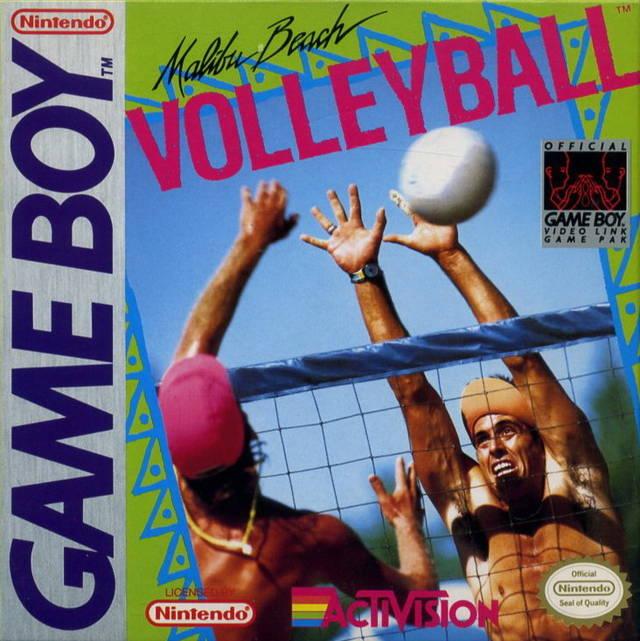 Nintendo
GAME BOY
TM
Malibu Beach
VOLLEYBALL
TM
OFFICIAL
GAME BOY
VIDEO LINK
GAME PAK
LICENSED BY
Nintendo
ACTIVISION
Official
Nintendo
Seal of Quality